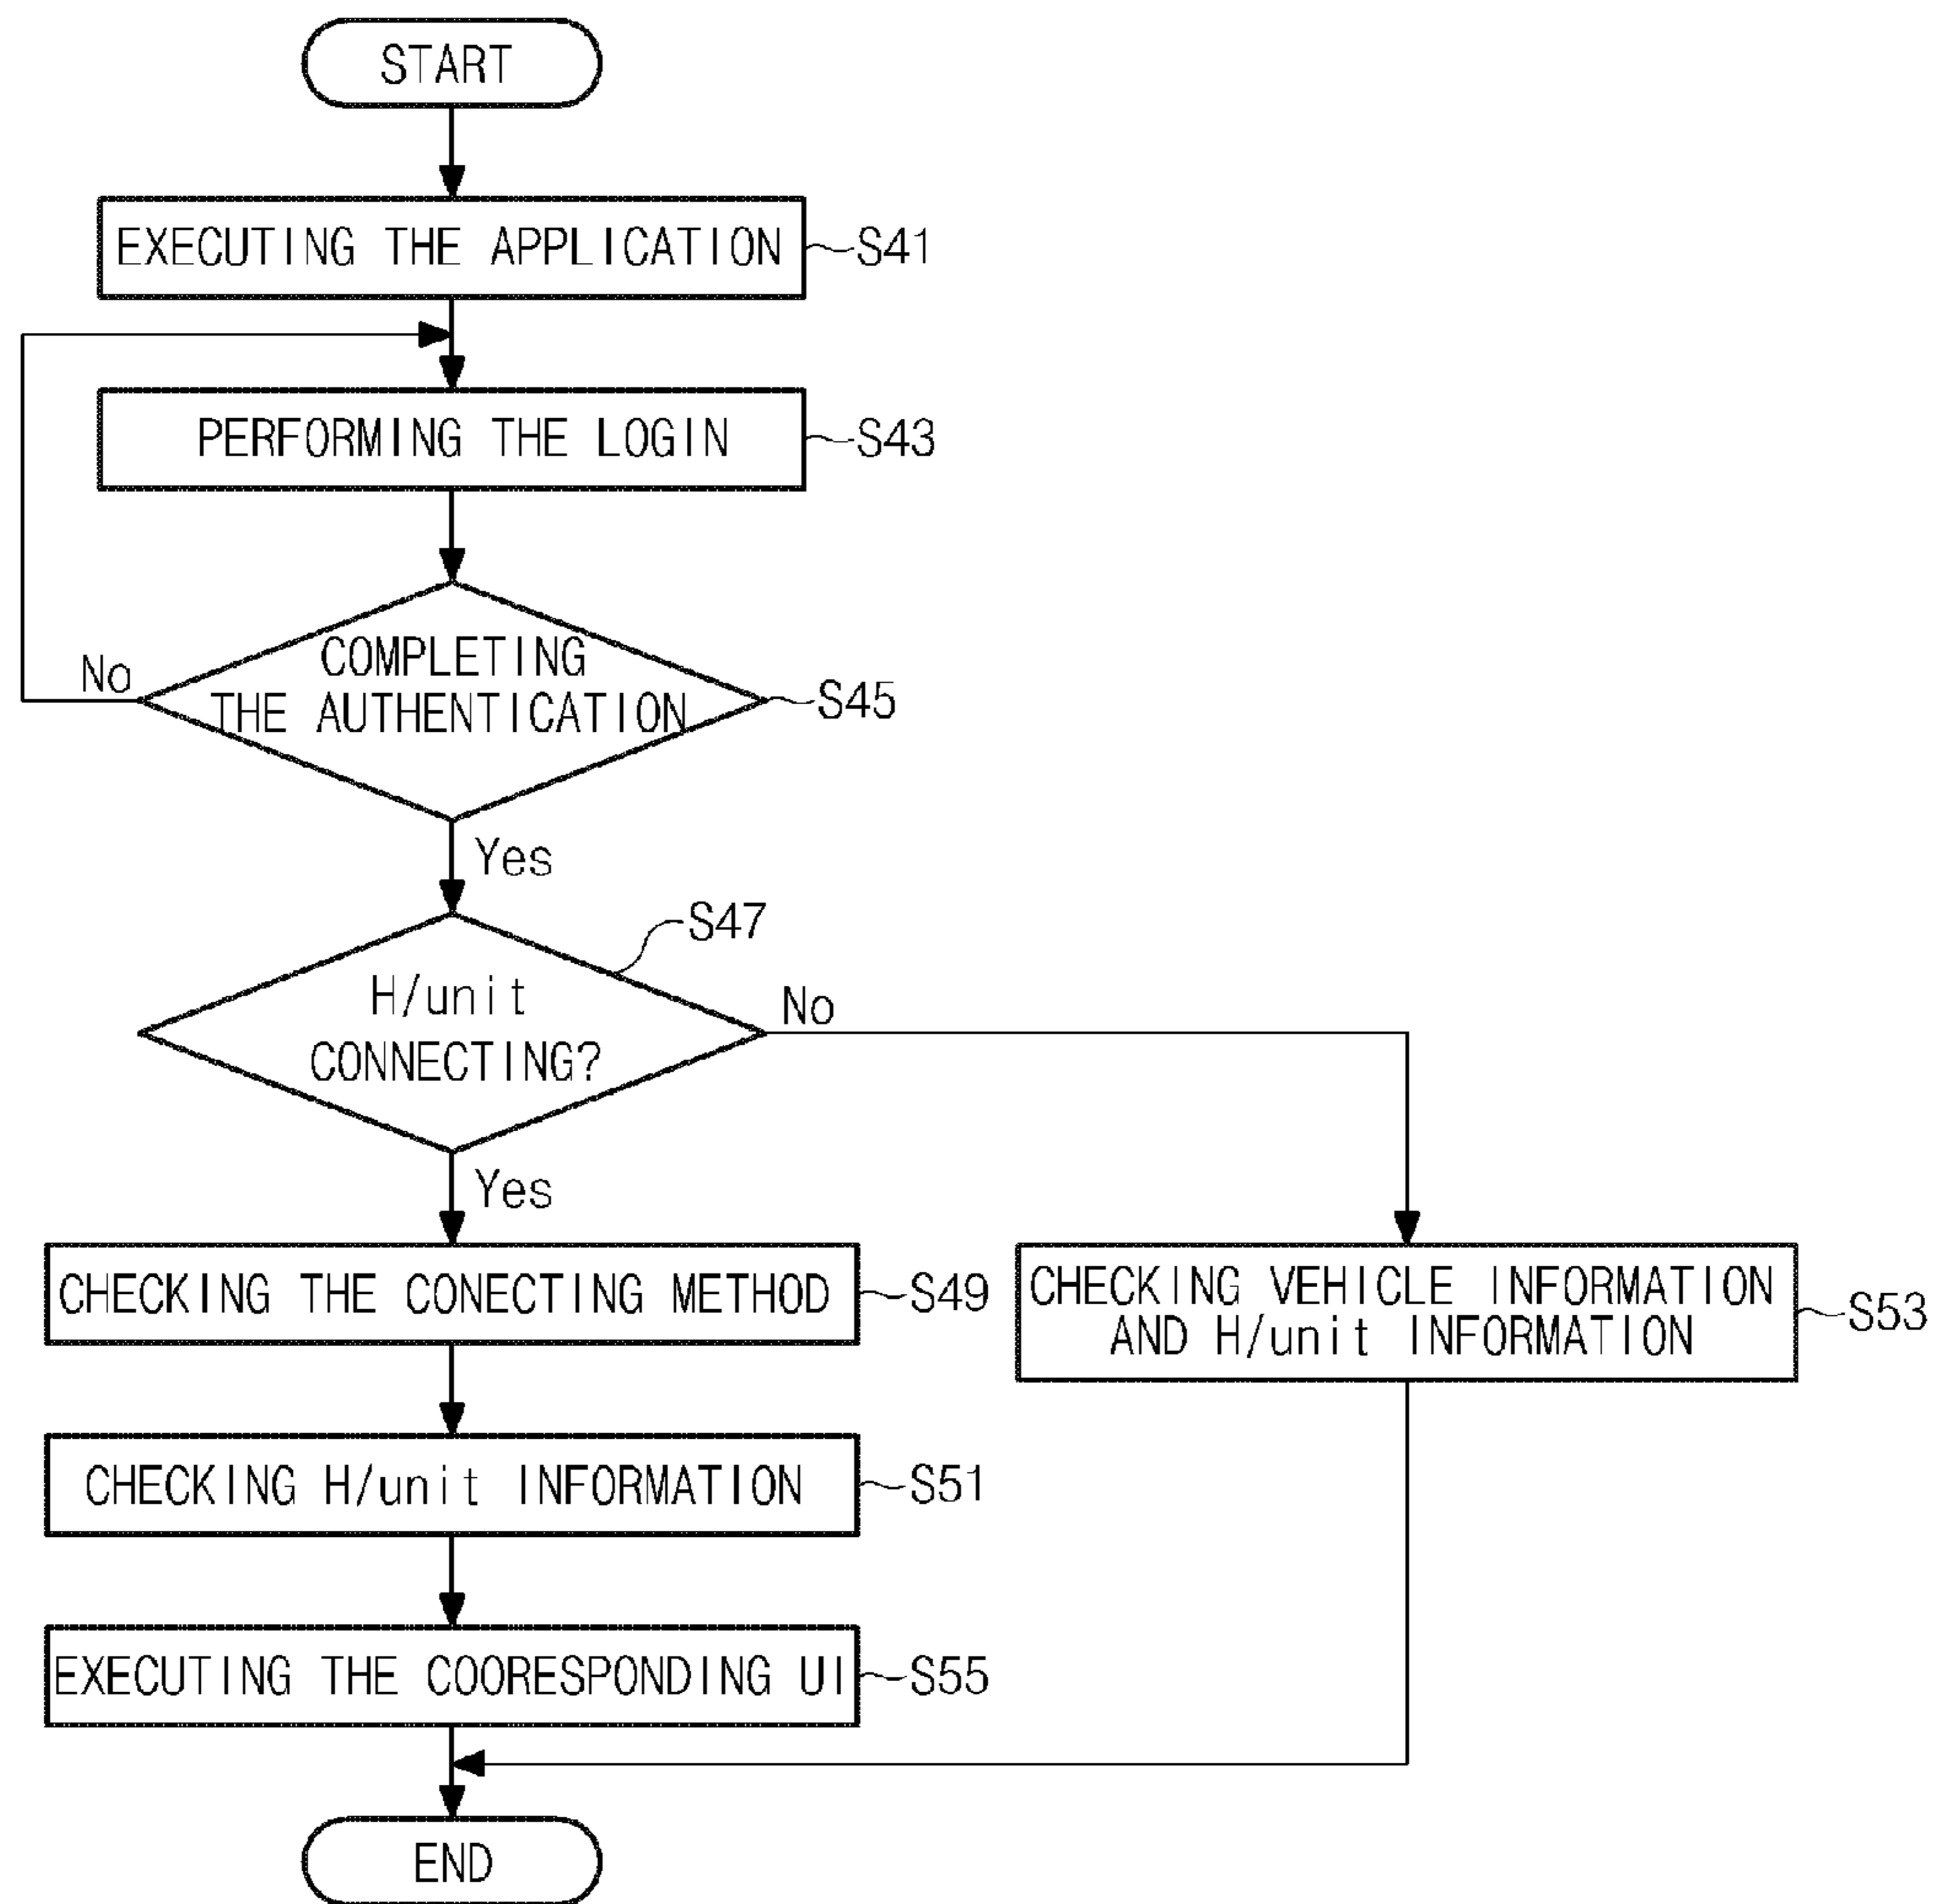 START
EXECUTING THE APPLICATION
S41
PERFORMING THE LOGIN
S43
COMPLETING
THE AUTHENTICATION
S45
No
Yes
S47
H/unit
CONNECTING?
No
Yes
CHECKING THE CONECTING METHOD
S49
CHECKING VEHICLE INFORMATION
AND H/unit INFORMATION
S53
CHECKING H/unit INFORMATION
S51
EXECUTING THE COORESPONDING UI
S55
END